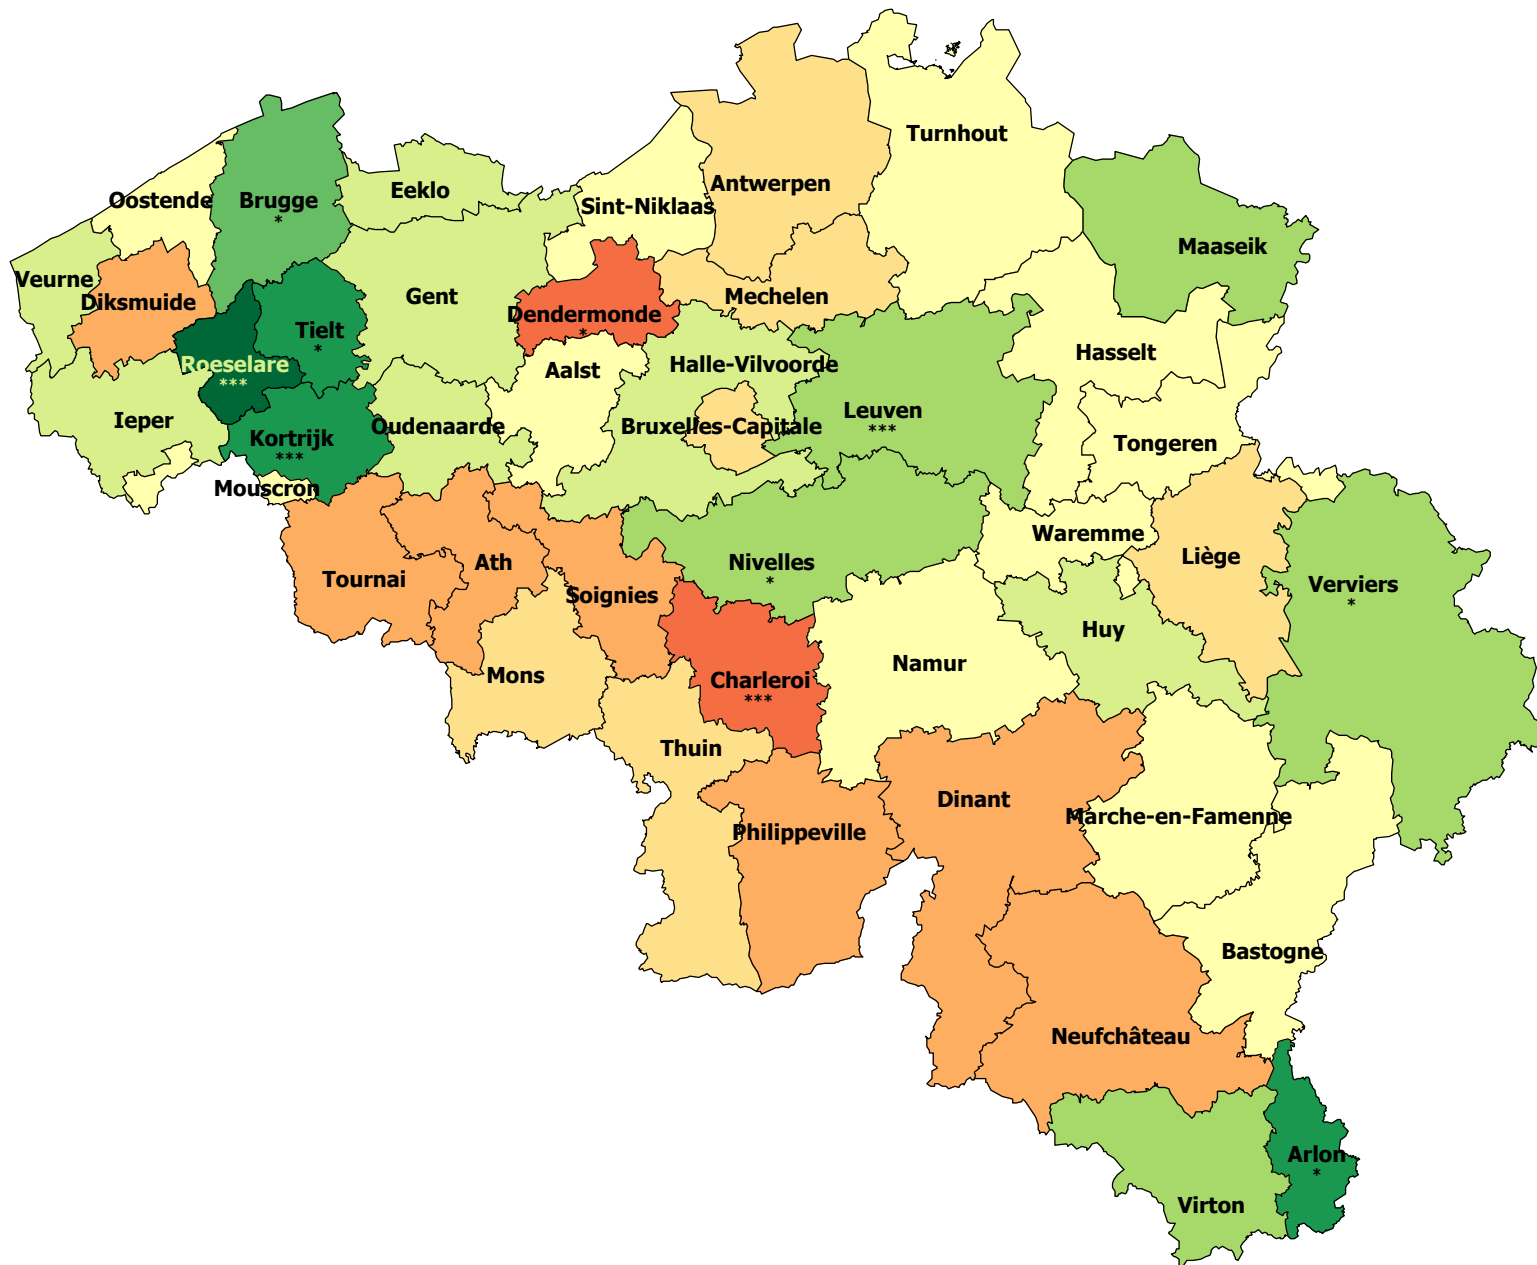 Turnhout
Antwerpen
Eeklo
Oostende
Brugge
*
Sint-Niklaas
Maaseik
Veurne
Diksmuide
Gent
Mechelen
Dendermonde
*
Tielt
*
Roeselare
***
Aalst
Halle-Vilvoorde
Hasselt
Ieper
Kortrijk
***
Oudenaarde
Bruxelles-Capitale
Leuven
***
Tongeren
Mouscron
Waremme
Liège
Tournai
Ath
Soignies
Nivelles
*
Verviers
*
Huy
Mons
Charleroi
***
Namur
Thuin
Dinant
Marche-en-Famenne
Philippeville
Bastogne
Neufchâteau
Arlon
*
Virton